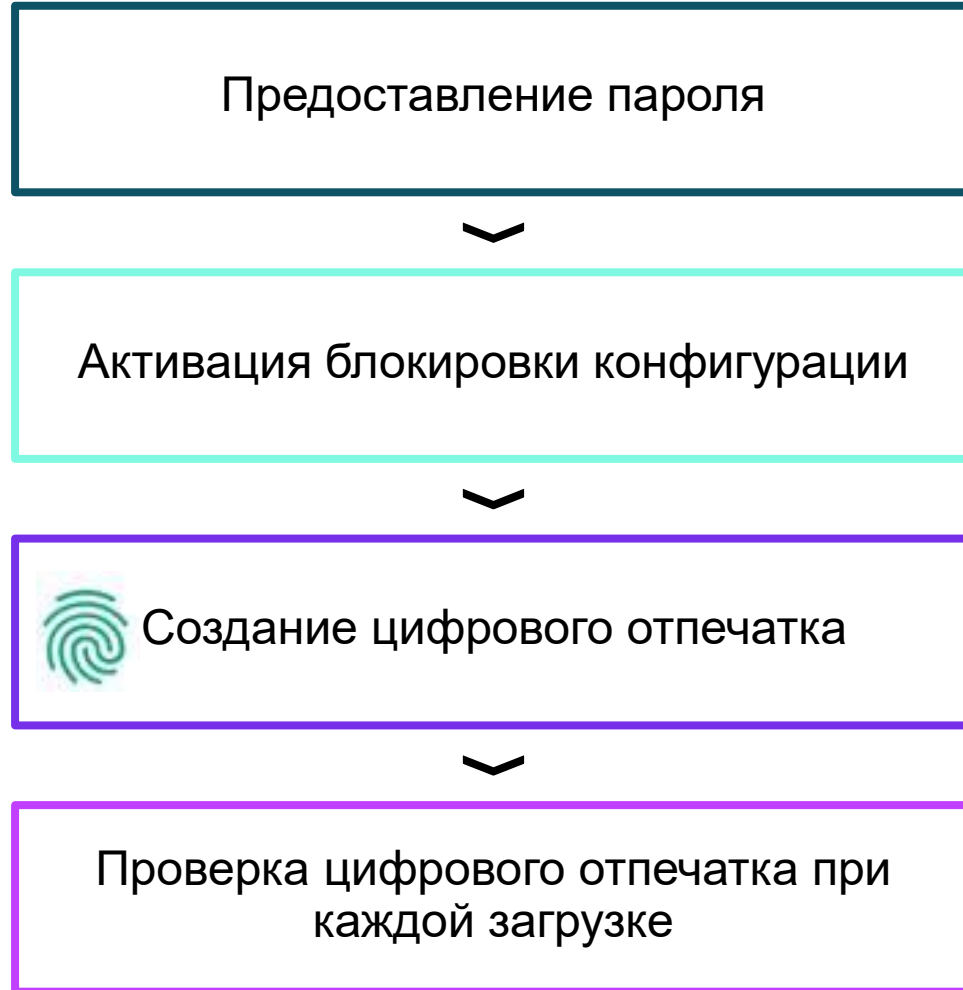 Предоставление пароля
Активация блокировки конфигурации
Создание цифрового отпечатка
Проверка цифрового отпечатка при
каждой загрузке